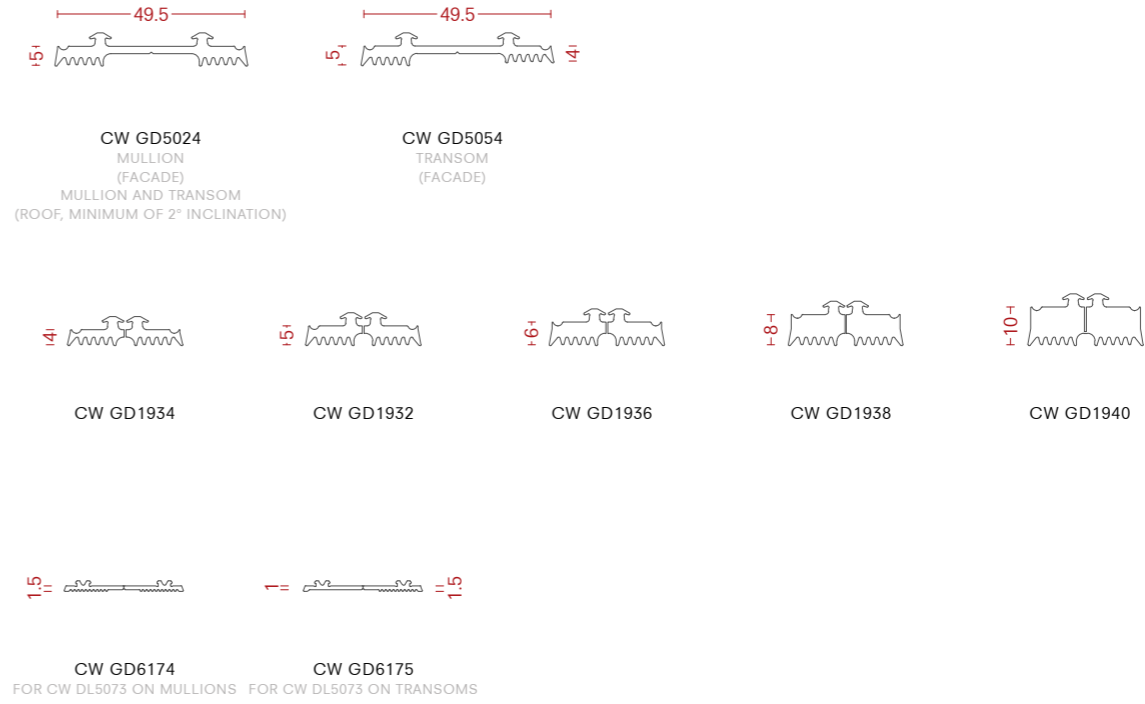 49.5
49.5
5
5
4
CW GD5024
CW GD5054
MULLION
TRANSOM
(FACADE)
(FACADE)
MULLION AND TRANSOM
(ROOF, MINIMUM OF 2° INCLINATION)
4
5
6
8
10
CW GD1934
CW GD1932
CW GD1936
CW GD1938
CW GD1940
1.5
1
1.5
CW GD6174
CW GD6175
FOR CW DL5073 ON MULLIONS
FOR CW DL5073 ON TRANSOMS